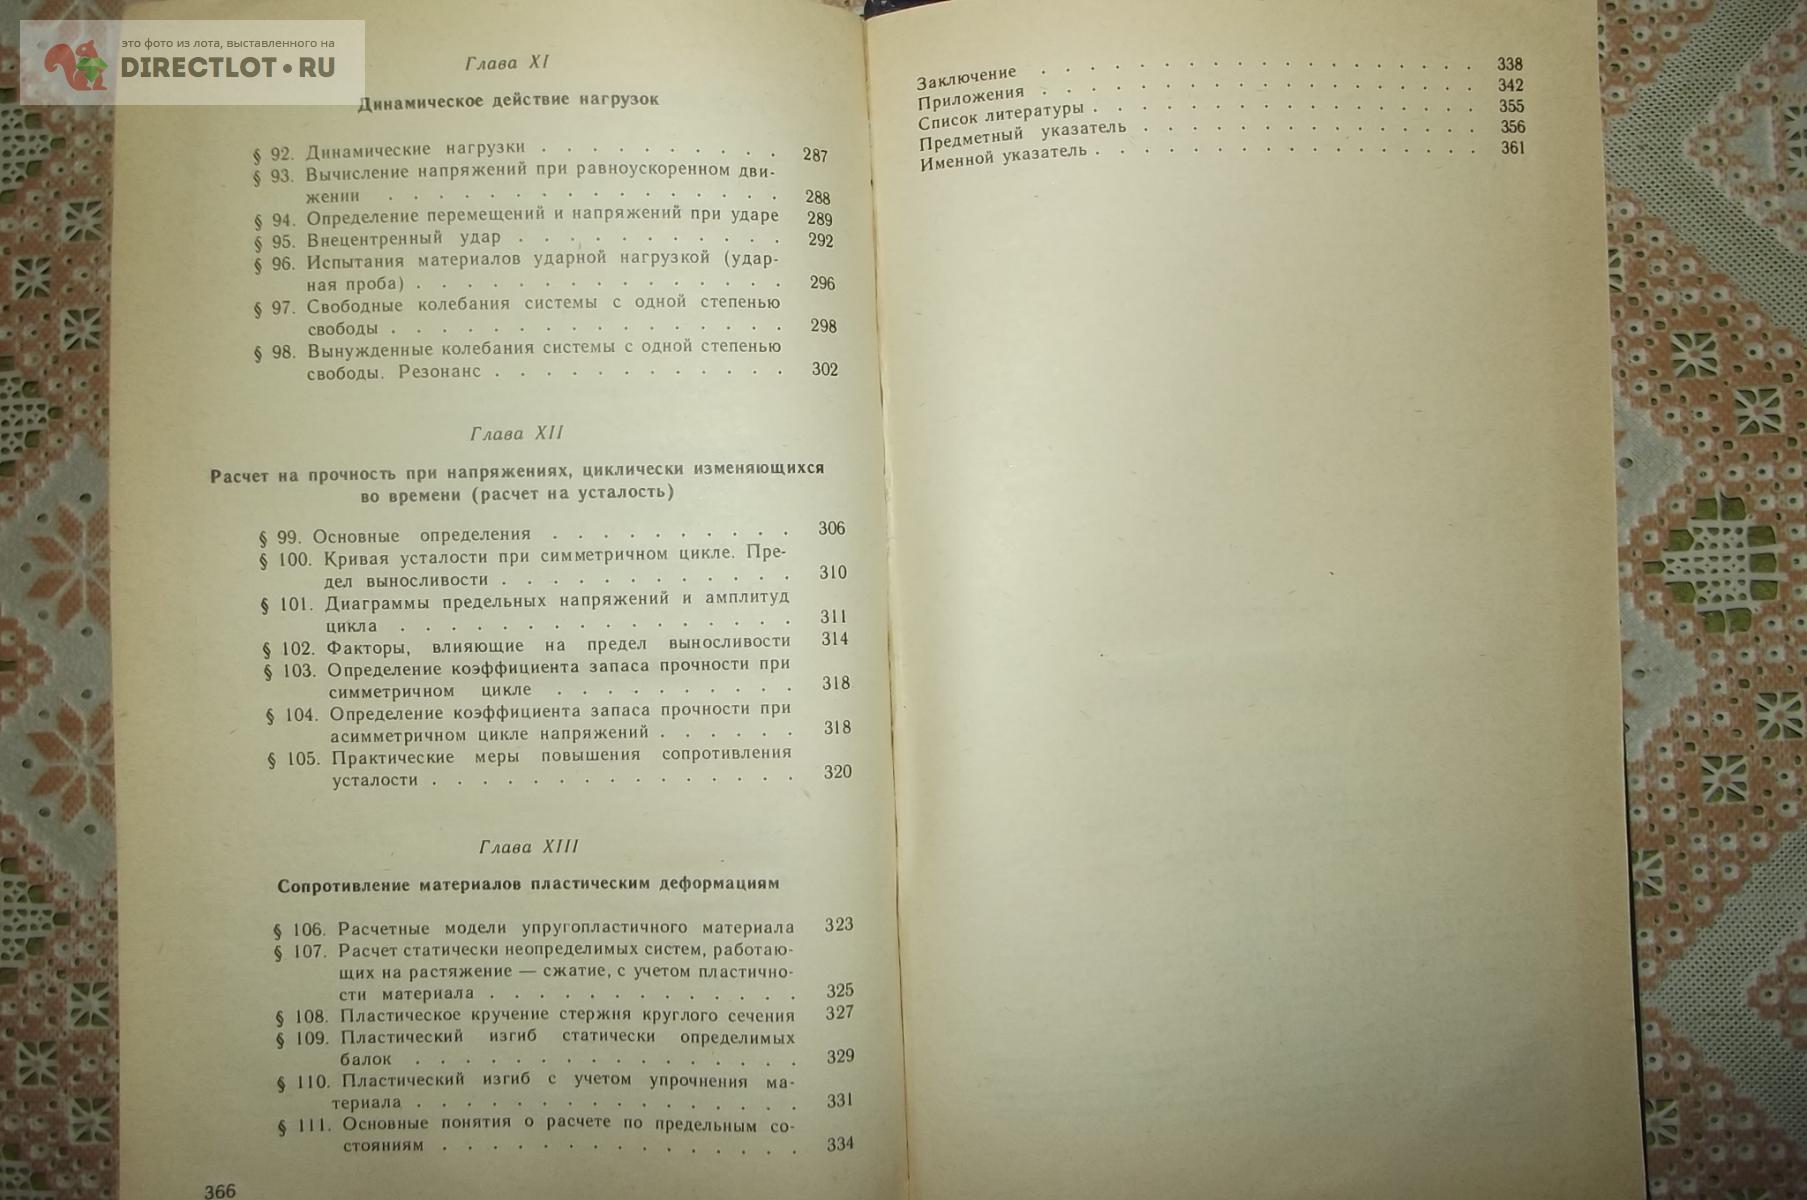 это фото из лота, выставленного на
DIRECTLOT.RU
Глава XI
Динамическое действие нагрузок
§ 92. Динамические нагрузки . . . . . . . . . . 287
§ 93. Вычисление напряжений при равноускоренном дви-
жении . . . . . . . . . . . . . . . 288
§ 94. Определение перемещений и напряжений при ударе 289
§ 95. Внецентренный удар . . . . . . . . . . . 292
§ 96. Испытания материалов ударной нагрузкой (удар-
ная проба) . . . . . . . . . . . . . . 296
§ 97. Свободные колебания системы с одной степенью
свободы . . . . . . . . . . . . . . . 298
§ 98. Вынужденные колебания системы с одной степенью
свободы. Резонанс . . . . . . . . . . . 302
Глава XII
Расчет на прочность при напряжениях, циклически изменяющихся
во времени (расчет на усталость)
§ 99. Основные определения . . . . . . . . . . 306
§ 100. Кривая усталости при симметричном цикле. Пре-
дел выносливости . . . . . . . . . . . 310
§ 101. Диаграммы предельных напряжений и амплитуд
цикла . . . . . . . . . . . . . . . 311
§ 102. Факторы, влияющие на предел выносливости 314
§ 103. Определение коэффициента запаса прочности при
симметричном цикле . . . . . . . . . . 318
§ 104. Определение коэффициента запаса прочности при
асимметричном цикле напряжений . . . . . . 318
§ 105. Практические меры повышения сопротивления
усталости . . . . . . . . . . . . . . 320
Глава XIII
Сопротивление материалов пластическим деформациям
§ 106. Расчетные модели упругопластичного материала 323
§ 107. Расчет статически неопределимых систем, работаю-
щих на растяжение — сжатие, с учетом пластично-
сти материала . . . . . . . . . . . . 325
§ 108. Пластическое кручение стержня круглого сечения 327
§ 109. Пластический изгиб статически определимых
балок . . . . . . . . . . . . . . . 329
§ 110. Пластический изгиб с учетом упрочнения ма-
териала . . . . . . . . . . . . . . . 331
§ 111. Основные понятия о расчете по предельным со-
стояниям . . . . . . . . . . . . . . 334
366
Заключение . . . . . . . . . . . . . . . . . . 338
Приложения . . . . . . . . . . . . . . . . . . 342
Список литературы . . . . . . . . . . . . . . . . 355
Предметный указатель . . . . . . . . . . . . . . 356
Именной указатель . . . . . . . . . . . . . . . . 361